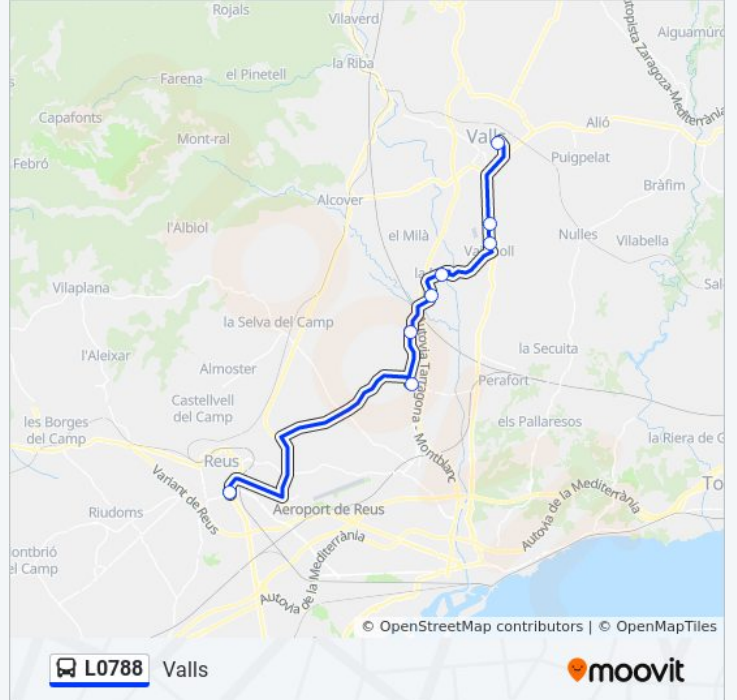 Rojals
Vilaverd
Aiguamúrc
Autopista Zaragoza-Mediterrània
la Riba
Farena
el Pinetell
Capafonts
Mont-ral
Valls
Alió
Febró
Puigpelat
Bràfim
Alcover
l'Albiol
el Milà
Nulles
Vilabella
Vilaplana
la Selva del Camp
Autovia Tarragona - Montblanc
la Secuita
l'Aleixar
Almoster
Perafort
Castellvell
del Camp
els Pallaresos
les Borges
del Camp
la Riera de G
Reus
Variant de Reus
Aeroport de Reus
Autovia de la Mediterrània
To
Riudoms
ontbrió
el Camp
Autovia de la Mediterrània
© OpenStreetMap contributors | © OpenMapTiles
L0788 Valls
moovit